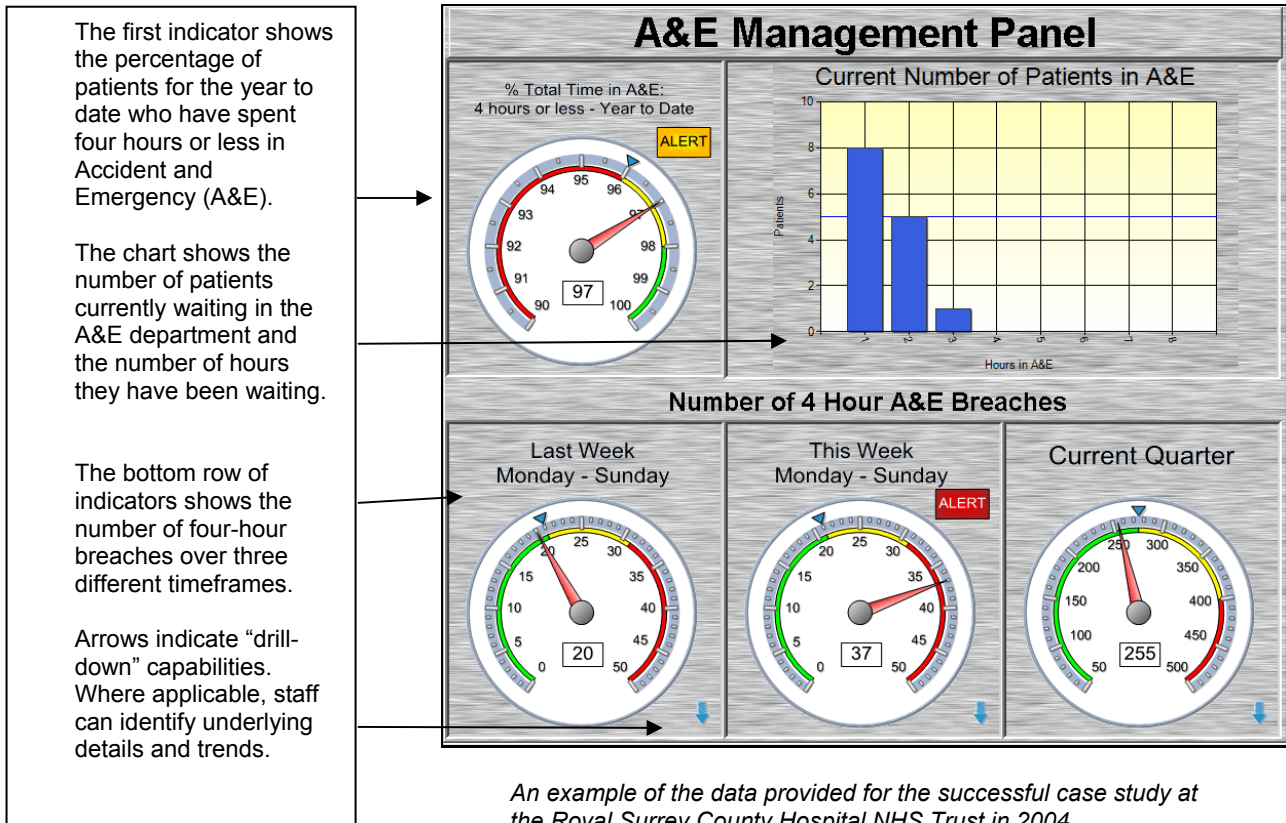 The first indicator shows
the percentage of
patients for the year to
date who have spent
four hours or less in
Accident and
Emergency (A&E).
The chart shows the
number of patients
currently waiting in the
A&E department and
the number of hours
they have been waiting.
The bottom row of
indicators shows the
number of four-hour
breaches over three
different timeframes.
Arrows indicate “drill-
down” capabilities.
Where applicable, staff
can identify underlying
details and trends.
A&E Management Panel
% Total Time in A&E:
4 hours or less - Year to Date
ALERT
90 91 92 93 94 95 96 97 98 99 100
97
Current Number of Patients in A&E
Patients
10
8
6
4
2
0
1 2 3 4 5 6 7 8
Hours in A&E
Number of 4 Hour A&E Breaches
Last Week
Monday - Sunday
0 5 10 15 20 25 30 35 40 45 50
20
This Week
Monday - Sunday
ALERT
0 5 10 15 20 25 30 35 40 45 50
37
Current Quarter
50 100 150 200 250 300 350 400 450 500
255
An example of the data provided for the successful case study at
the Royal Surrey County Hospital NHS Trust in 2004